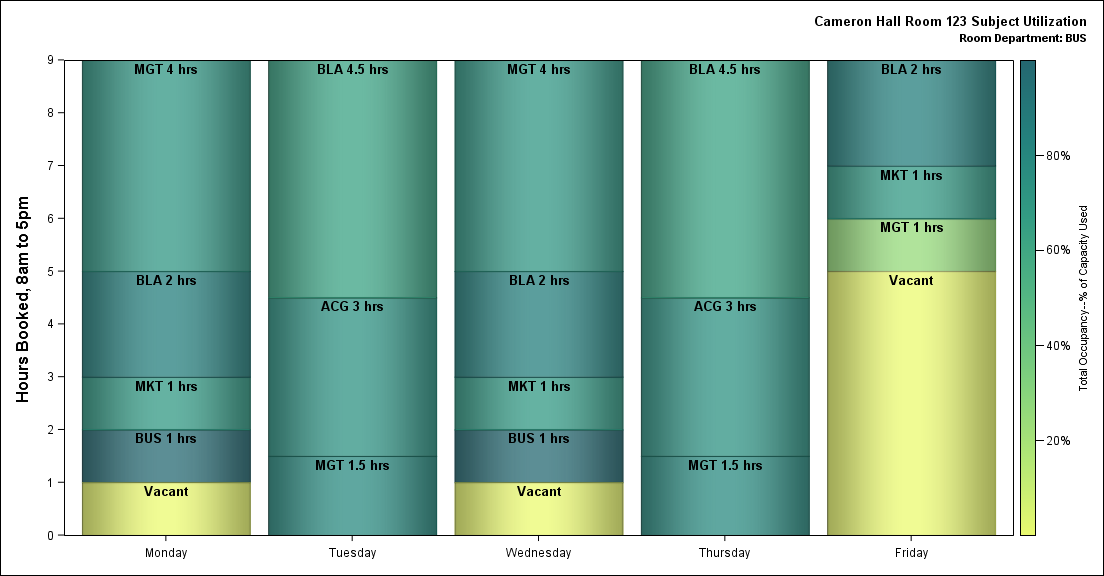 Cameron Hall Room 123 Subject Utilization
Room Department: BUS
Hours Booked, 8am to 5pm
9
8
7
6
5
4
3
2
1
0
MGT 4 hrs
BLA 2 hrs
MKT 1 hrs
BUS 1 hrs
Vacant
BLA 4.5 hrs
ACG 3 hrs
MGT 1.5 hrs
MGT 4 hrs
BLA 2 hrs
MKT 1 hrs
BUS 1 hrs
Vacant
BLA 4.5 hrs
ACG 3 hrs
MGT 1.5 hrs
BLA 2 hrs
MKT 1 hrs
MGT 1 hrs
Vacant
Monday
Tuesday
Wednesday
Thursday
Friday
80%
60%
40%
20%
Total Occupancy--% of Capacity Used